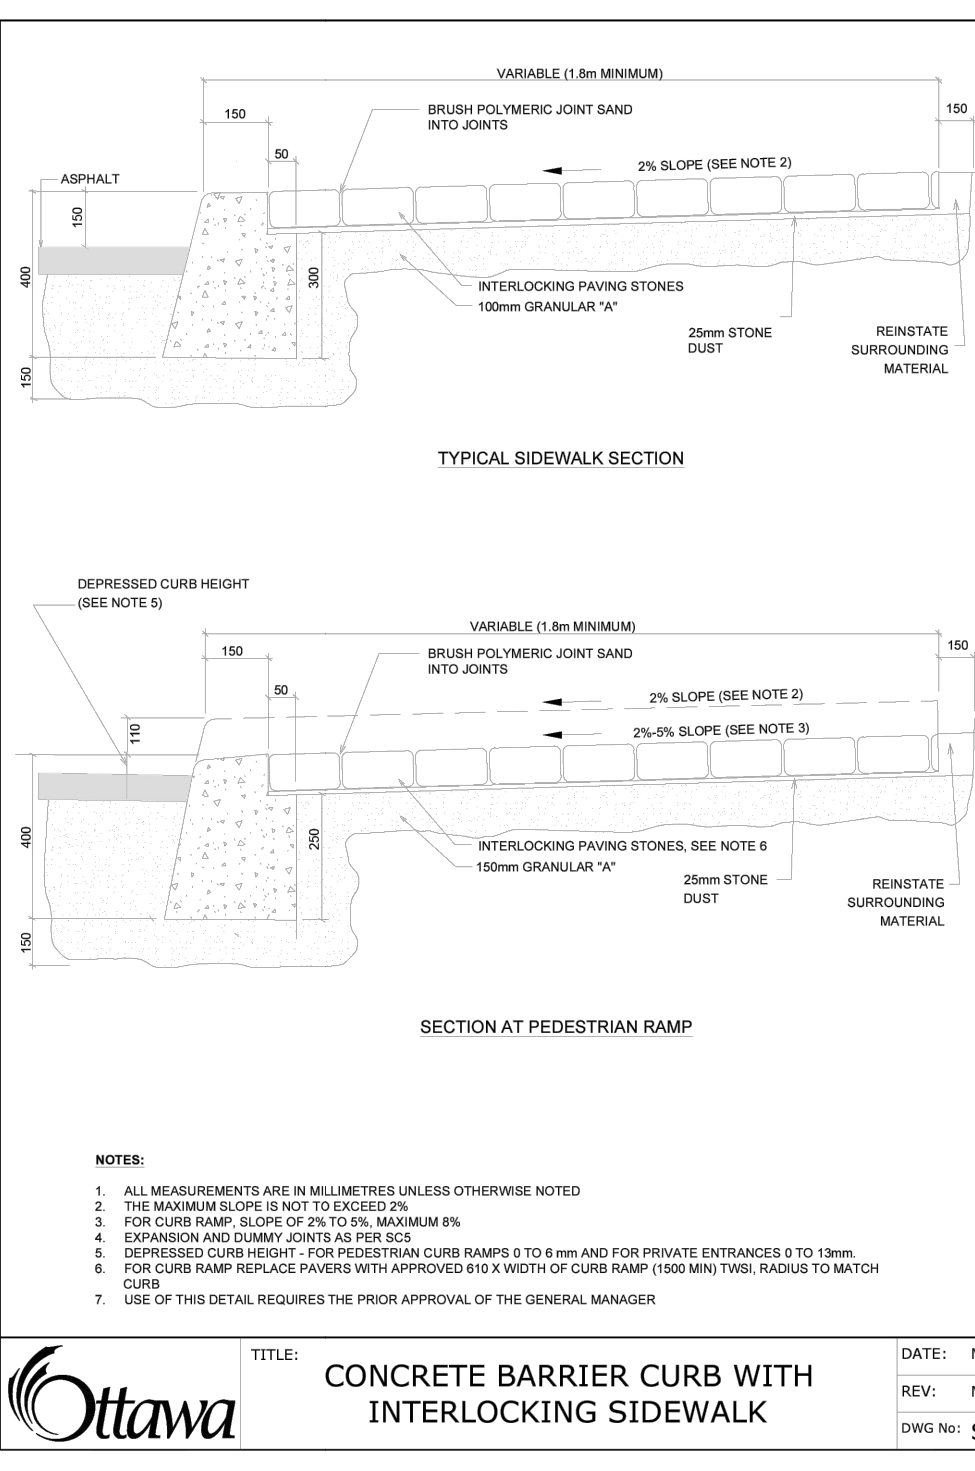 VARIABLE (1.8m MINIMUM)
150
BRUSH POLYMERIC JOINT SAND
INTO JOINTS
150
50
2% SLOPE (SEE NOTE 2)
ASPHALT
150
400
300
INTERLOCKING PAVING STONES
100mm GRANULAR "A"
25mm STONE
DUST
REINSTATE
SURROUNDING
MATERIAL
150
TYPICAL SIDEWALK SECTION
DEPRESSED CURB HEIGHT
(SEE NOTE 5)
VARIABLE (1.8m MINIMUM)
150
BRUSH POLYMERIC JOINT SAND
INTO JOINTS
150
50
2% SLOPE (SEE NOTE 2)
110
2%-5% SLOPE (SEE NOTE 3)
400
250
INTERLOCKING PAVING STONES, SEE NOTE 6
150mm GRANULAR "A"
25mm STONE
DUST
REINSTATE
SURROUNDING
MATERIAL
150
SECTION AT PEDESTRIAN RAMP
NOTES:
1. ALL MEASUREMENTS ARE IN MILLIMETRES UNLESS OTHERWISE NOTED
2. THE MAXIMUM SLOPE IS NOT TO EXCEED 2%
3. FOR CURB RAMP, SLOPE OF 2% TO 5%, MAXIMUM 8%
4. EXPANSION AND DUMMY JOINTS AS PER SC5
5. DEPRESSED CURB HEIGHT - FOR PEDESTRIAN CURB RAMPS 0 TO 6 mm AND FOR PRIVATE ENTRANCES 0 TO 13mm.
6. FOR CURB RAMP REPLACE PAVERS WITH APPROVED 610 X WIDTH OF CURB RAMP (1500 MIN) TWSI, RADIUS TO MATCH
CURB
7. USE OF THIS DETAIL REQUIRES THE PRIOR APPROVAL OF THE GENERAL MANAGER
Ottawa
TITLE:
CONCRETE BARRIER CURB WITH
INTERLOCKING SIDEWALK
DATE:
REV:
DWG No: